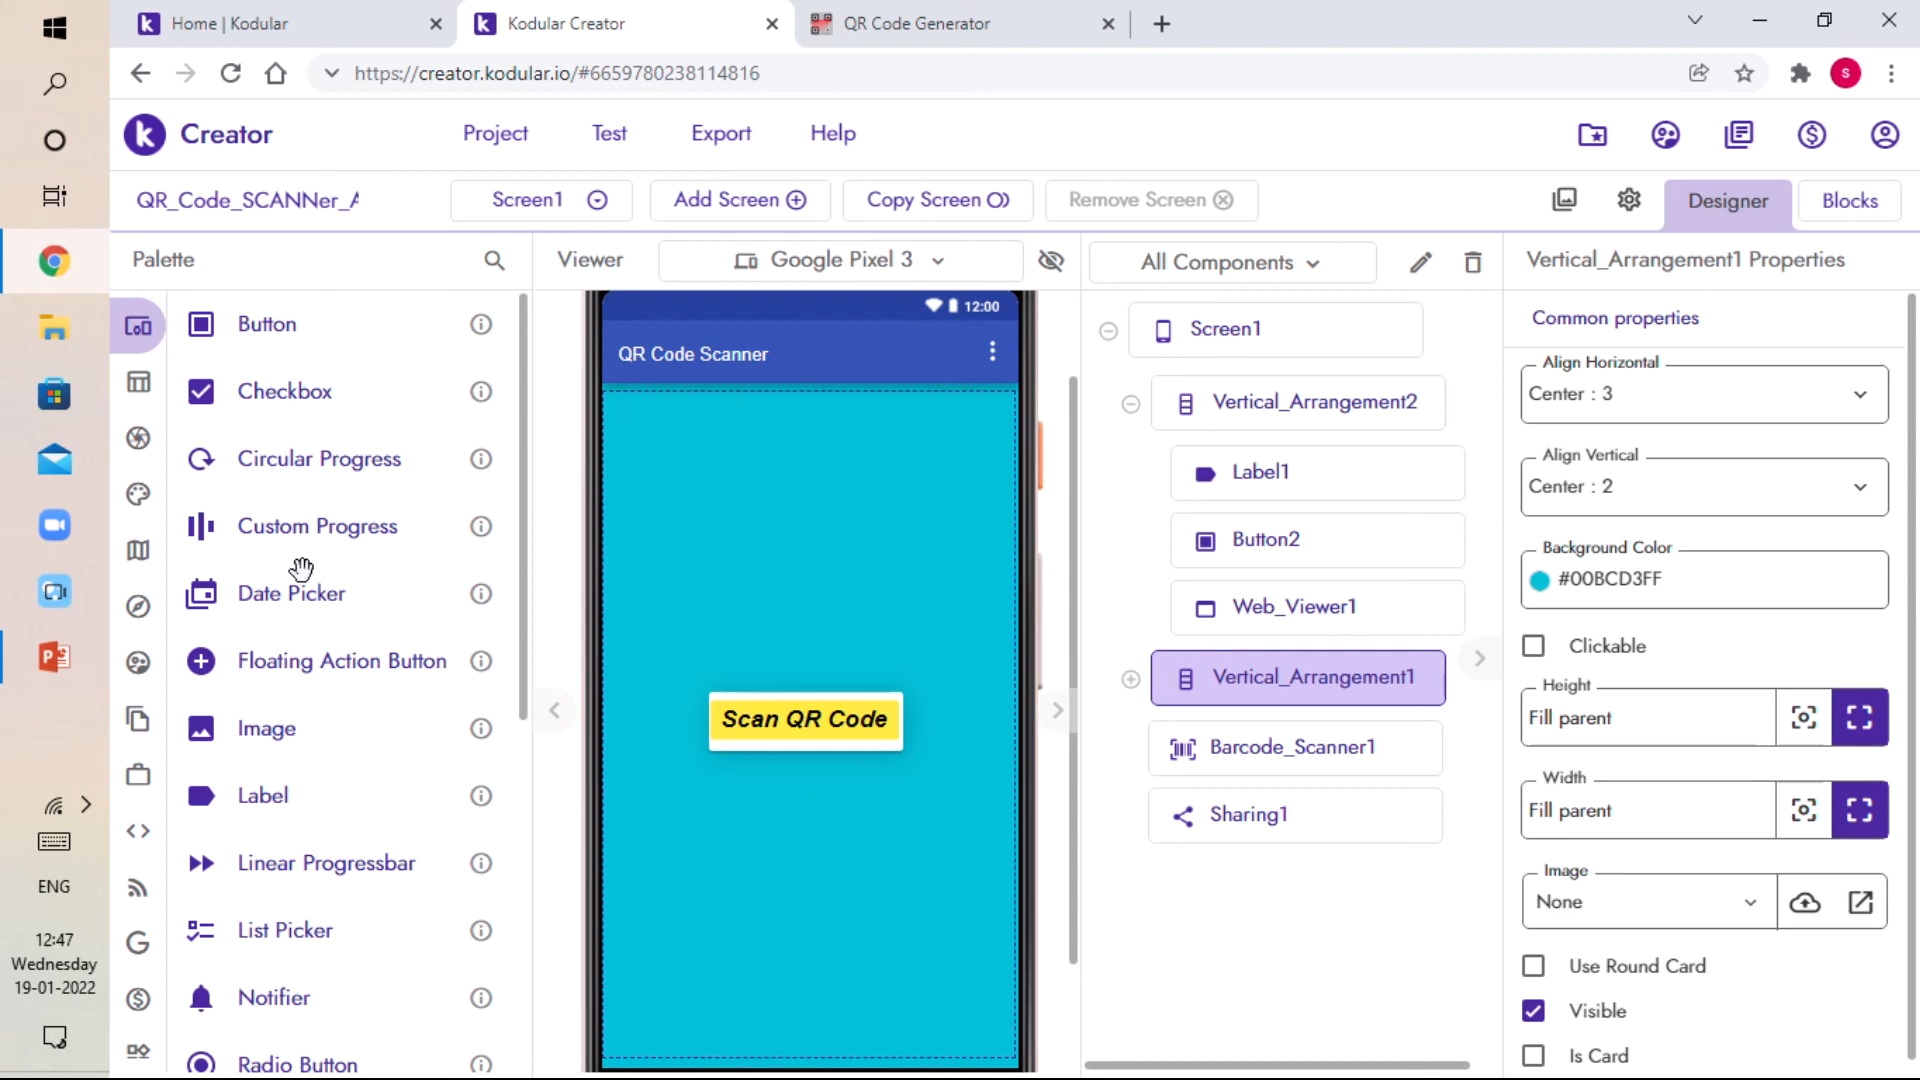 Home | Kodular
Kodular Creator
QR Code Generator
https://creator.kodular.io/#6659780238114816
s
Creator
Project
Test
Export
Help
QR_Code_SCANNer_A
Screen1
Add Screen
Copy Screen
Remove Screen
Designer
Blocks
Palette
Viewer
Google Pixel 3
All Components
Vertical_Arrangement1 Properties
Button
Checkbox
Circular Progress
Custom Progress
Date Picker
Floating Action Button
Image
Label
Linear Progressbar
List Picker
Notifier
Radio Button
12:00
QR Code Scanner
Scan QR Code
Screen1
Vertical_Arrangement2
Label1
Button2
Web_Viewer1
Vertical_Arrangement1
Barcode_Scanner1
Sharing1
Common properties
Align Horizontal
Center : 3
Align Vertical
Center : 2
Background Color
#00BCD3FF
Clickable
Height
Fill parent
Width
Fill parent
Image
None
Use Round Card
Visible
Is Card
ENG
12:47
Wednesday
19-01-2022